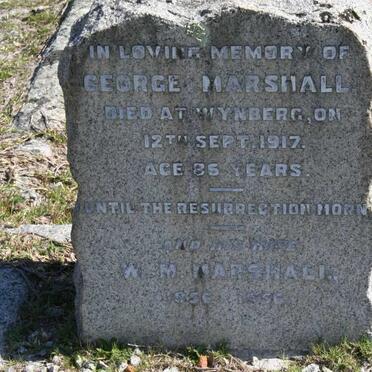 IN LOVING MEMORY OF
GEORGE MARSHALL
DIED AT WYNBERG, ON
12TH SEPT. 1917.
AGE 86 YEARS.
UNTIL THE RESURRECTION MORN
AND HIS WIFE
W. M. MARSHALL